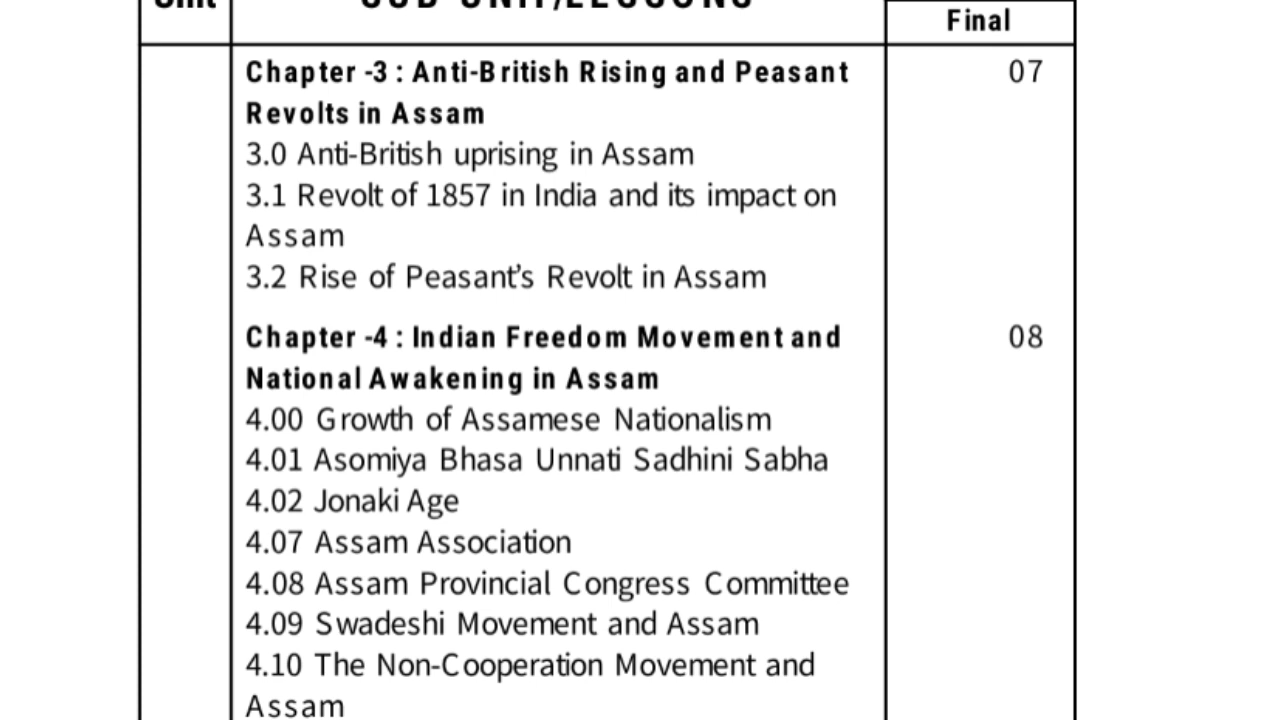 Unit SUB UNIT/LESSONS
Final
Chapter -3 : Anti-British Rising and Peasant 07
Revolts in Assam
3.0 Anti-British uprising in Assam
3.1 Revolt of 1857 in India and its impact on
Assam
3.2 Rise of Peasant's Revolt in Assam
Chapter -4 : Indian Freedom Movement and 08
National Awakening in Assam
4.00 Growth of Assamese Nationalism
4.01 Asomiya Bhasa Unnati Sadhini Sabha
4.02 Jonaki Age
4.07 Assam Association
4.08 Assam Provincial Congress Committee
4.09 Swadeshi Movement and Assam
4.10 The Non-Cooperation Movement and
Assam